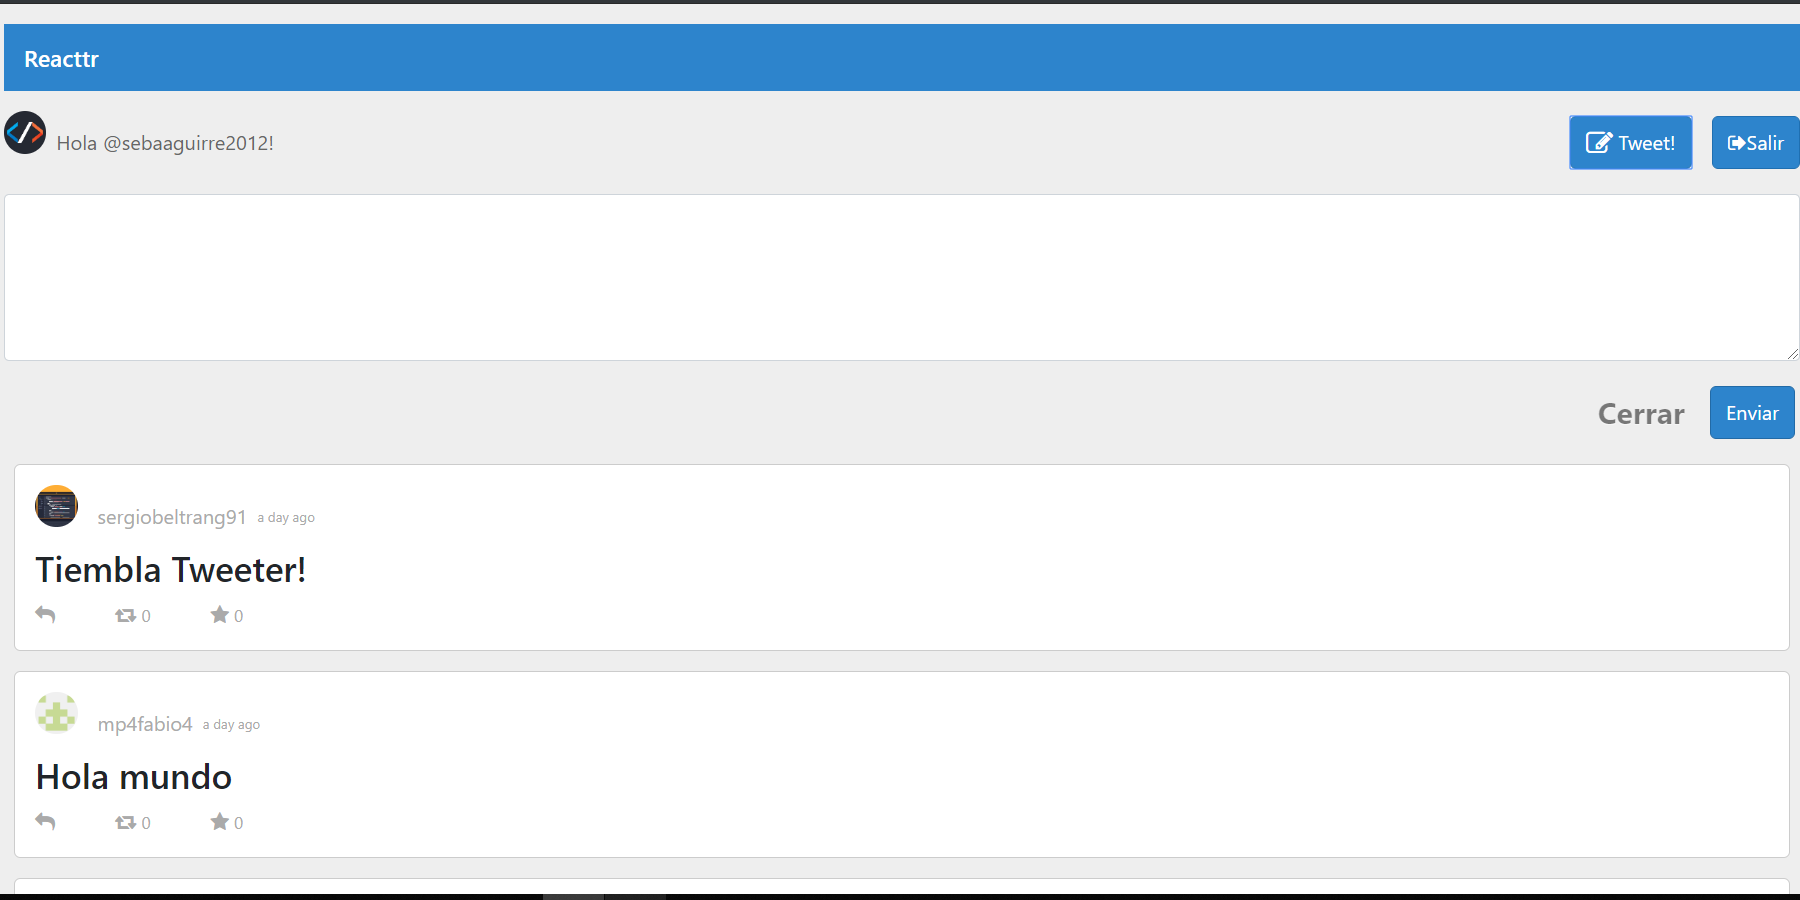 Reacttr
Hola @sebaaguirre2012!
Tweet!
Salir
Cerrar
Enviar
sergiobeltrang91 a day ago
Tiembla Tweeter!
0 0
mp4fabio4 a day ago
Hola mundo
0 0